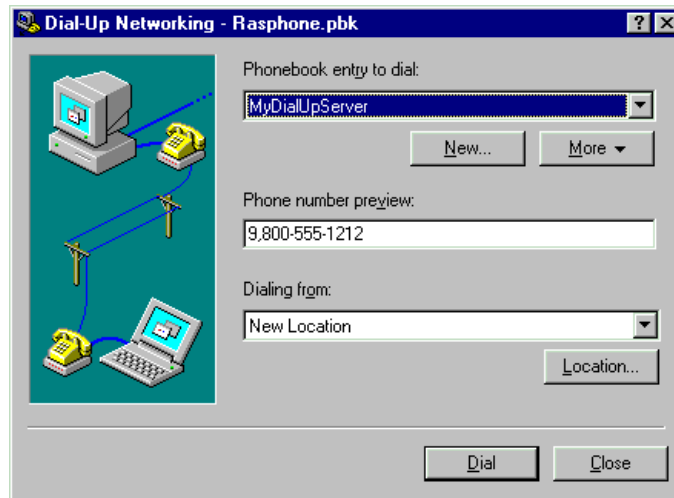 Dial-Up Networking - Rasphone.pbk
Phonebook entry to dial:
MyDialUpServer
New...
More
Phone number preview:
9,800-555-1212
Dialing from:
New Location
Location...
Dial
Close